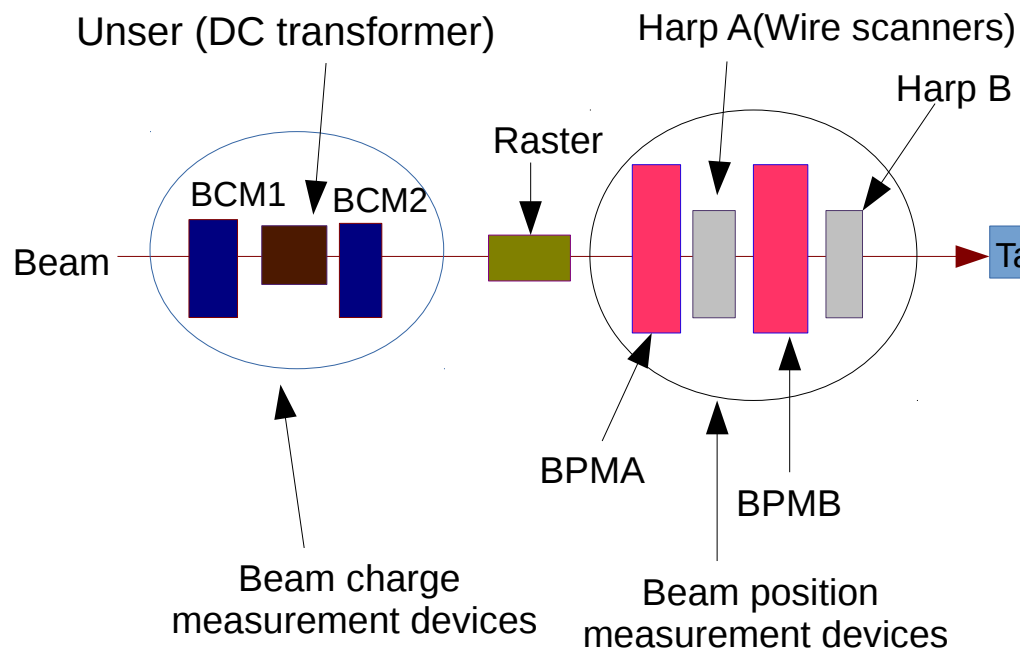 Unser (DC transformer)
Harp A(Wire scanners)
Harp B
Raster
BCM1
BCM2
Beam
Ta
BPMA
BPMB
Beam charge
measurement devices
Beam position
measurement devices